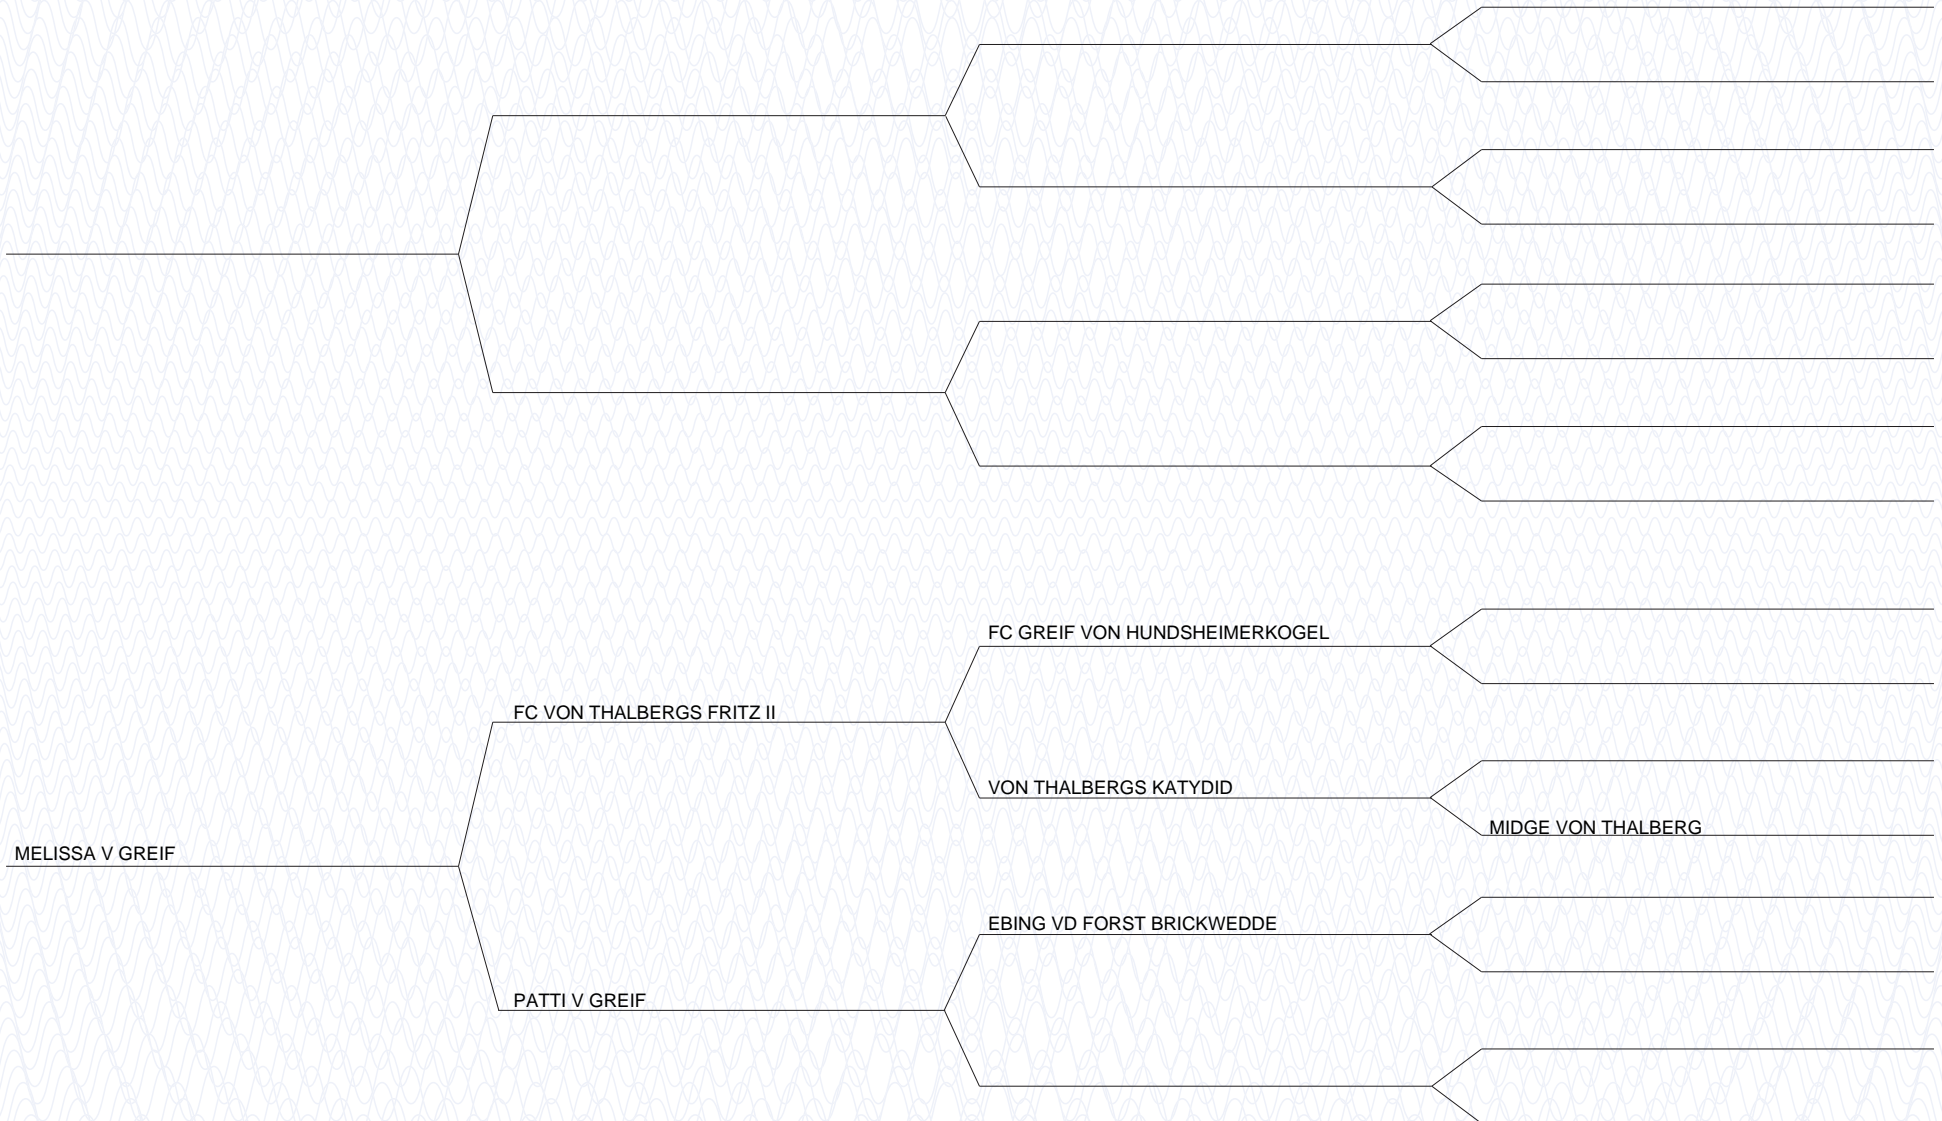 FC GREIF VON HUNDSHEIMERKOGEL
FC VON THALBERGS FRITZ II
VON THALBERGS KATYDID
MIDGE VON THALBERG
MELISSA V GREIF
EBING VD FORST BRICKWEDDE
PATTI V GREIF